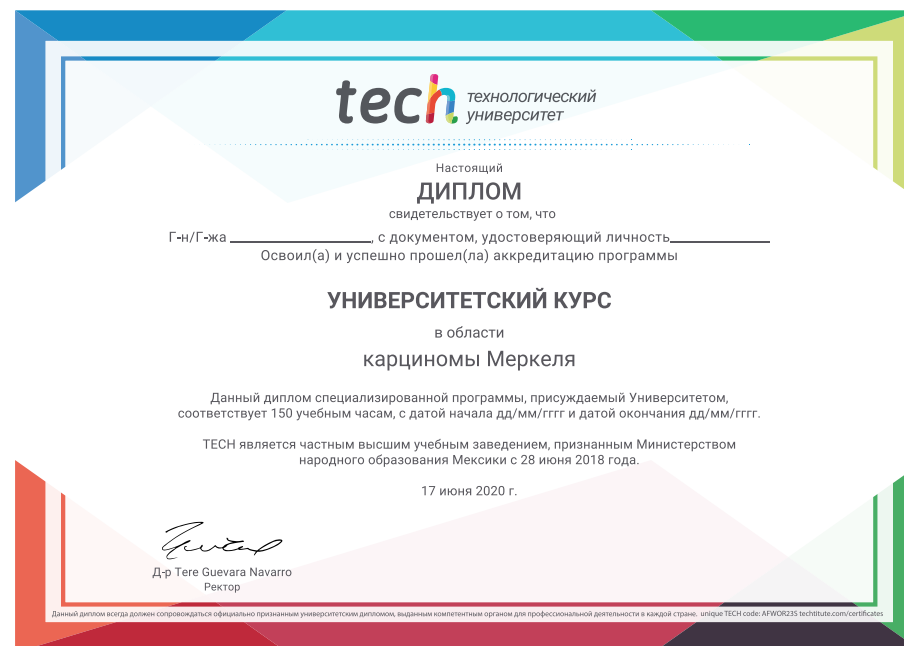 tech технологический
университет
Настоящий
ДИПЛОМ
свидетельствует о том, что
Г-н/Г-жа ____________________, с документом, удостоверяющий личность______________
Освоил(а) и успешно прошел(ла) аккредитацию программы
УНИВЕРСИТЕТСКИЙ КУРС
в области
карциномы Меркеля
Данный диплом специализированной программы, присуждаемый Университетом,
соответствует 150 учебным часам, с датой начала дд/мм/гггг и датой окончания дд/мм/гггг.
TECH является частным высшим учебным заведением, признанным Министерством
народного образования Мексики с 28 июня 2018 года.
17 июня 2020 г.
Д-р Tere Guevara Navarro
Ректор
Данный диплом всегда должен сопровождаться официально признанным университетским дипломом, выданным компетентным органом для профессиональной деятельности в каждой стране. unique TECH code: AFWOR23S techtitute.com/certificates